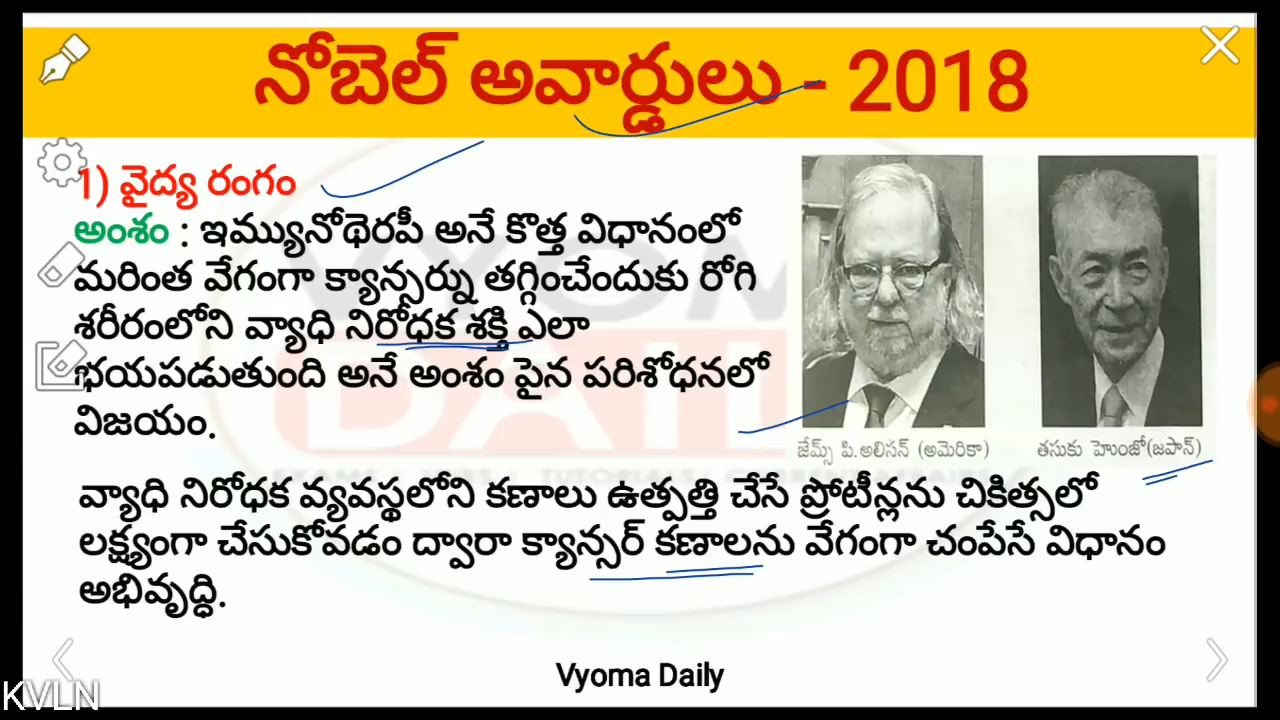 నోబెల్ అవార్డులు - 2018
1) వైద్య రంగం
అంశం : ఇమ్యునోథెరపీ అనే కొత్త విధానంలో
మరింత వేగంగా క్యాన్సర్ను తగ్గించేందుకు రోగి
శరీరంలోని వ్యాధి నిరోధక శక్తి ఎలా
భయపడుతుంది అనే అంశం పైన పరిశోధనలో
విజయం.
జేమ్స్ పి.అలిసన్ (అమెరికా)
తసుకు హొంజో(జపాన్)
వ్యాధి నిరోధక వ్యవస్థలోని కణాలు ఉత్పత్తి చేసే ప్రోటీన్లను చికిత్సలో
లక్ష్యంగా చేసుకోవడం ద్వారా క్యాన్సర్ కణాలను వేగంగా చంపేసే విధానం
అభివృద్ధి.
Vyoma Daily
KVLN